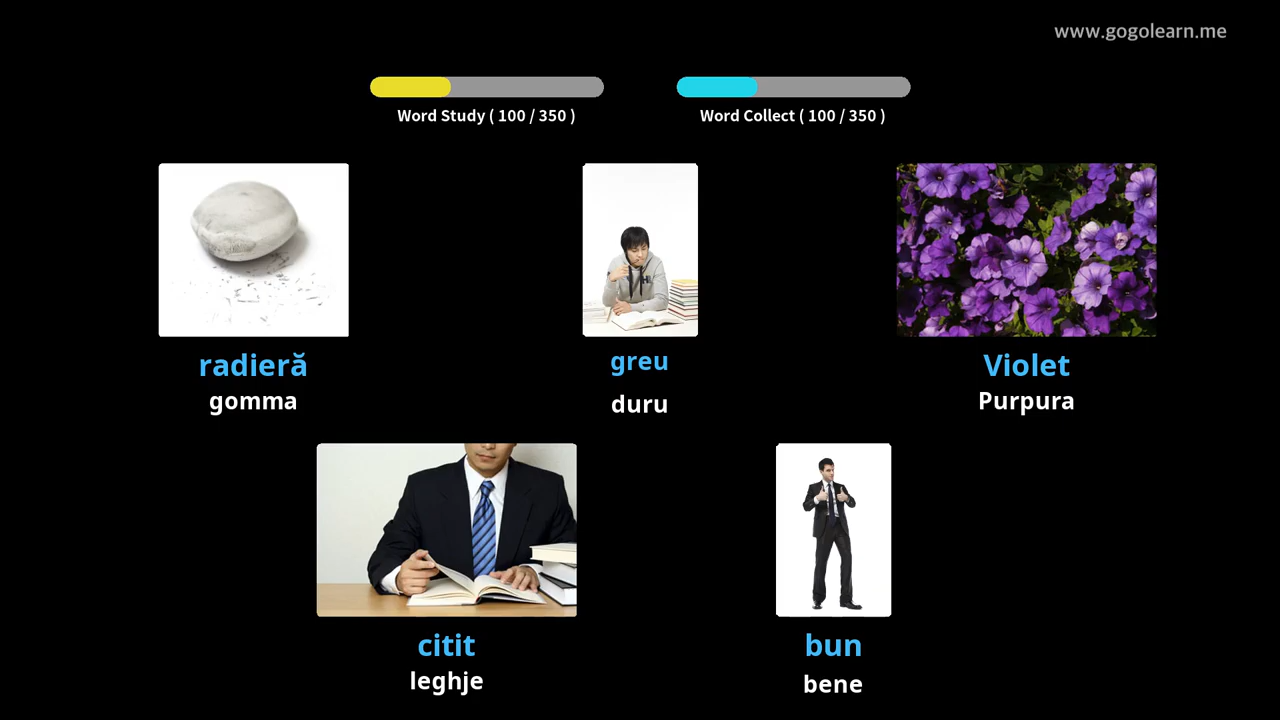 www.gogolearn.me
Word Study ( 100 / 350 )
Word Collect ( 100 / 350 )
radieră
gomma
greu
duru
Violet
Purpura
citit
leghje
bun
bene